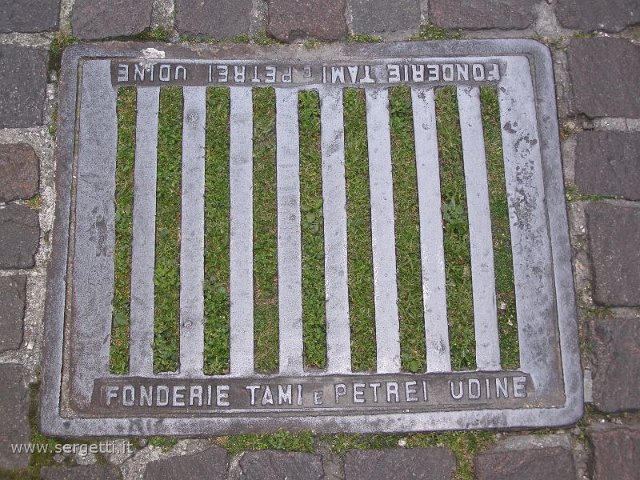 FONDERIE TAMI E PETREI UDINE
FONDERIE TAMI E PETREI UDINE
www.sergetti.it